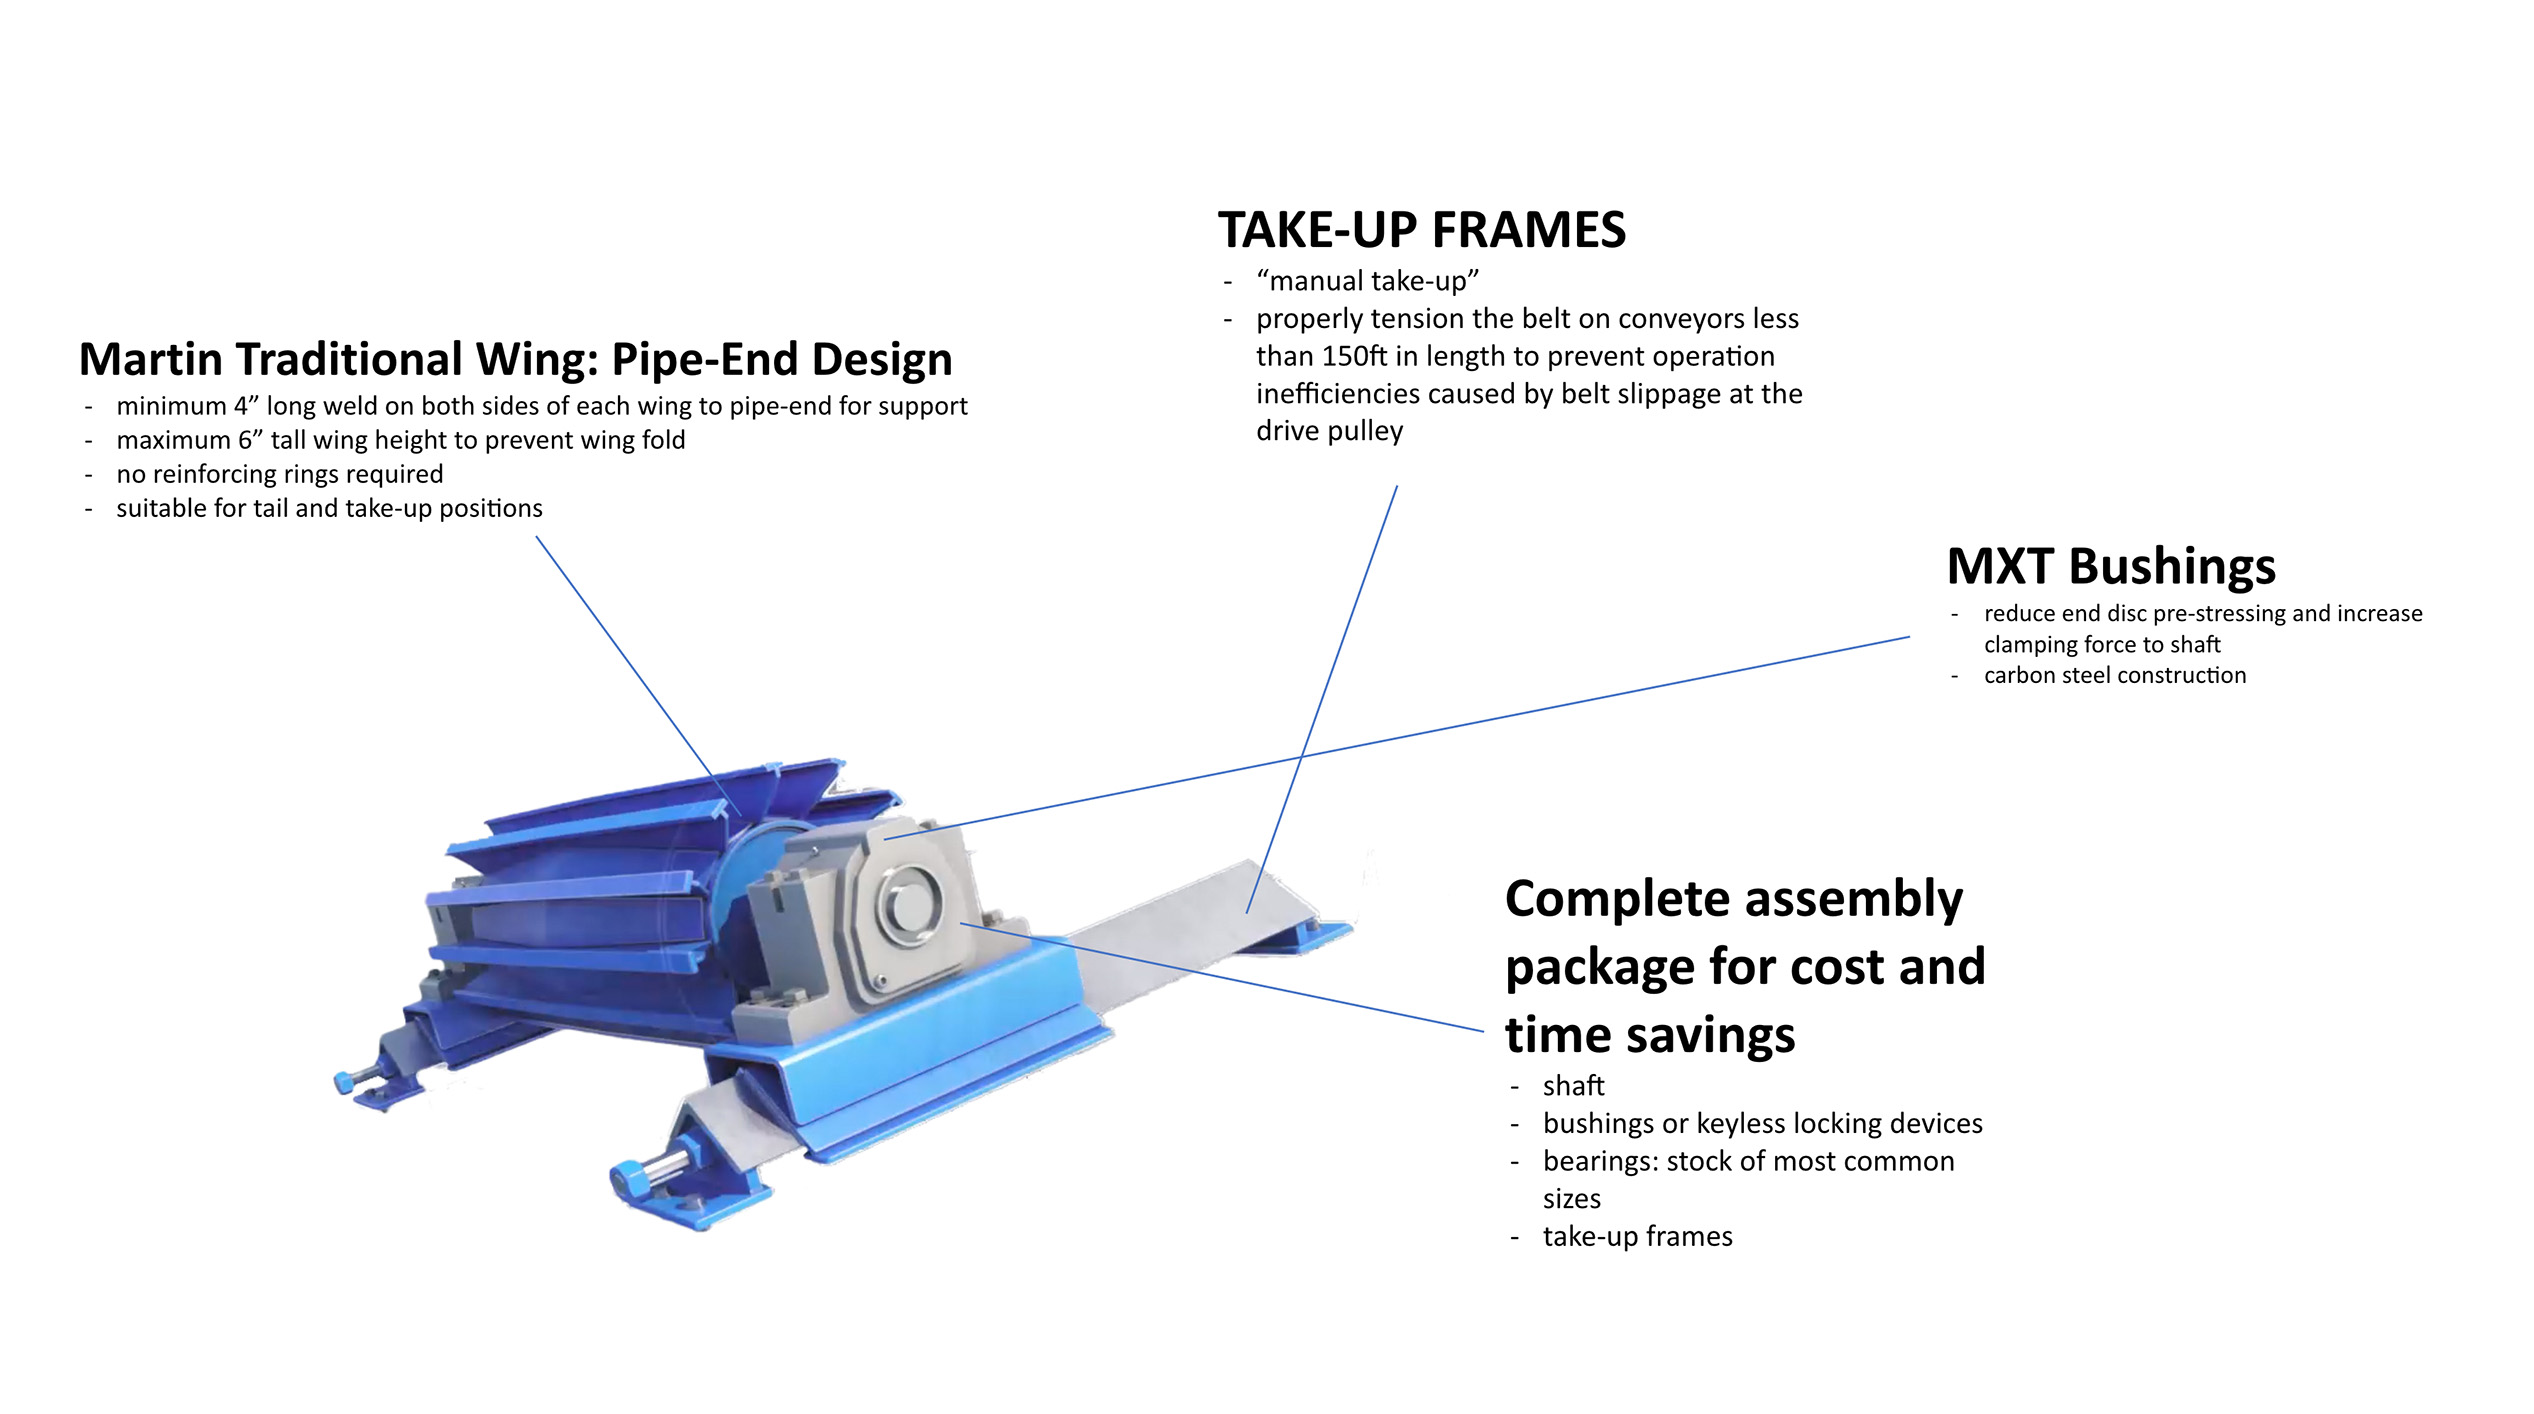 Martin Traditional Wing: Pipe-End Design
- minimum 4” long weld on both sides of each wing to pipe-end for support
- maximum 6” tall wing height to prevent wing fold
- no reinforcing rings required
- suitable for tail and take-up positions
TAKE-UP FRAMES
- “manual take-up”
- properly tension the belt on conveyors less
than 150ft in length to prevent operation
inefficiencies caused by belt slippage at the
drive pulley
MXT Bushings
- reduce end disc pre-stressing and increase
clamping force to shaft
- carbon steel construction
Complete assembly
package for cost and
time savings
- shaft
- bushings or keyless locking devices
- bearings: stock of most common
sizes
- take-up frames